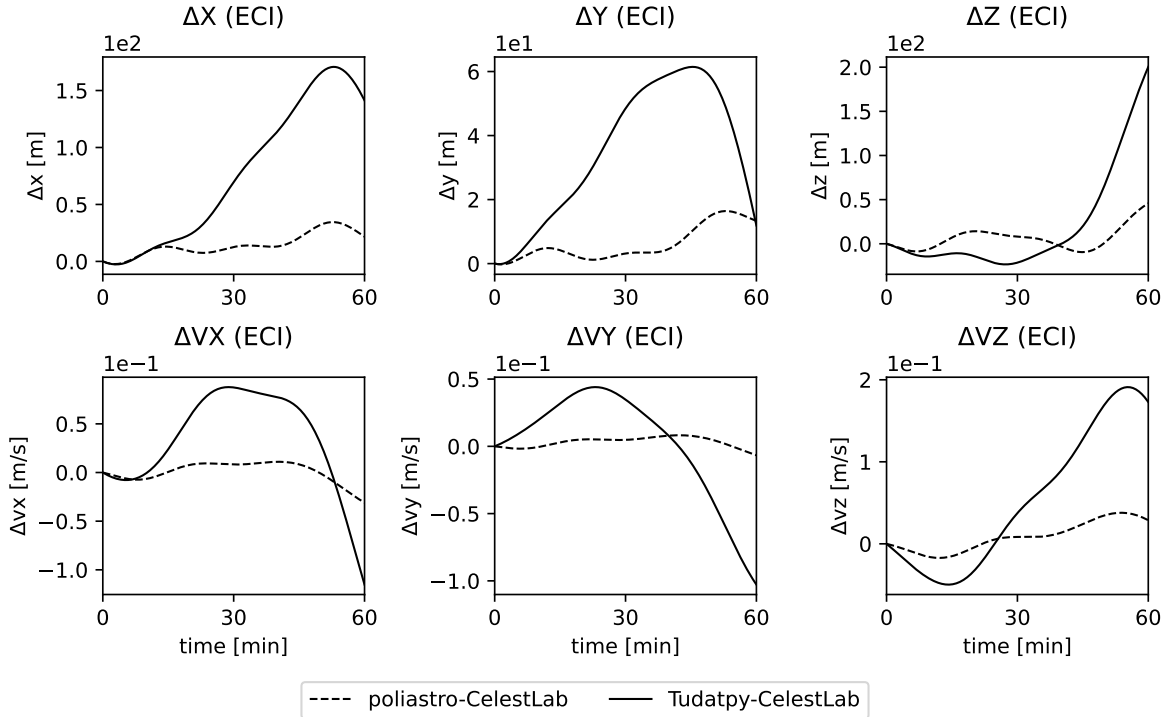 ΔX (ECI)
1e2
Δx [m]
1.5
1.0
0.5
0.0
0 30 60
ΔY (ECI)
1e1
Δy [m]
6
4
2
0
0 30 60
ΔZ (ECI)
1e2
Δz [m]
2.0
1.5
1.0
0.5
0.0
0 30 60
ΔVX (ECI)
1e−1
Δvx [m/s]
0.5
0.0
−0.5
−1.0
0 30 60
time [min]
ΔVY (ECI)
1e−1
Δvy [m/s]
0.5
0.0
−0.5
−1.0
0 30 60
time [min]
ΔVZ (ECI)
1e−1
Δvz [m/s]
2
1
0
0 30 60
time [min]
poliastro-CelestLab Tudatpy-CelestLab